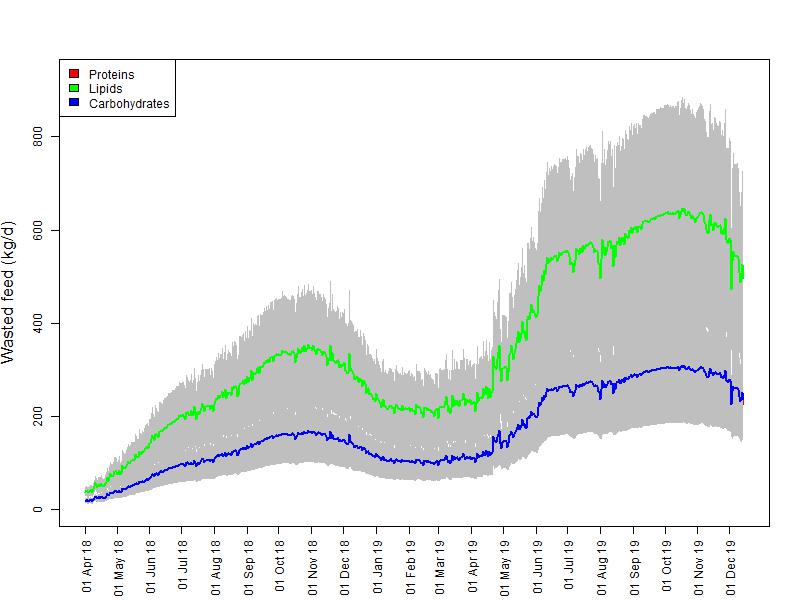 Proteins
Lipids
Carbohydrates
Wasted feed (kg/d)
800
600
400
200
0
01 Apr 18
01 May 18
01 Jun 18
01 Jul 18
01 Aug 18
01 Sep 18
01 Oct 18
01 Nov 18
01 Dec 18
01 Jan 19
01 Feb 19
01 Mar 19
01 Apr 19
01 May 19
01 Jun 19
01 Jul 19
01 Aug 19
01 Sep 19
01 Oct 19
01 Nov 19
01 Dec 19